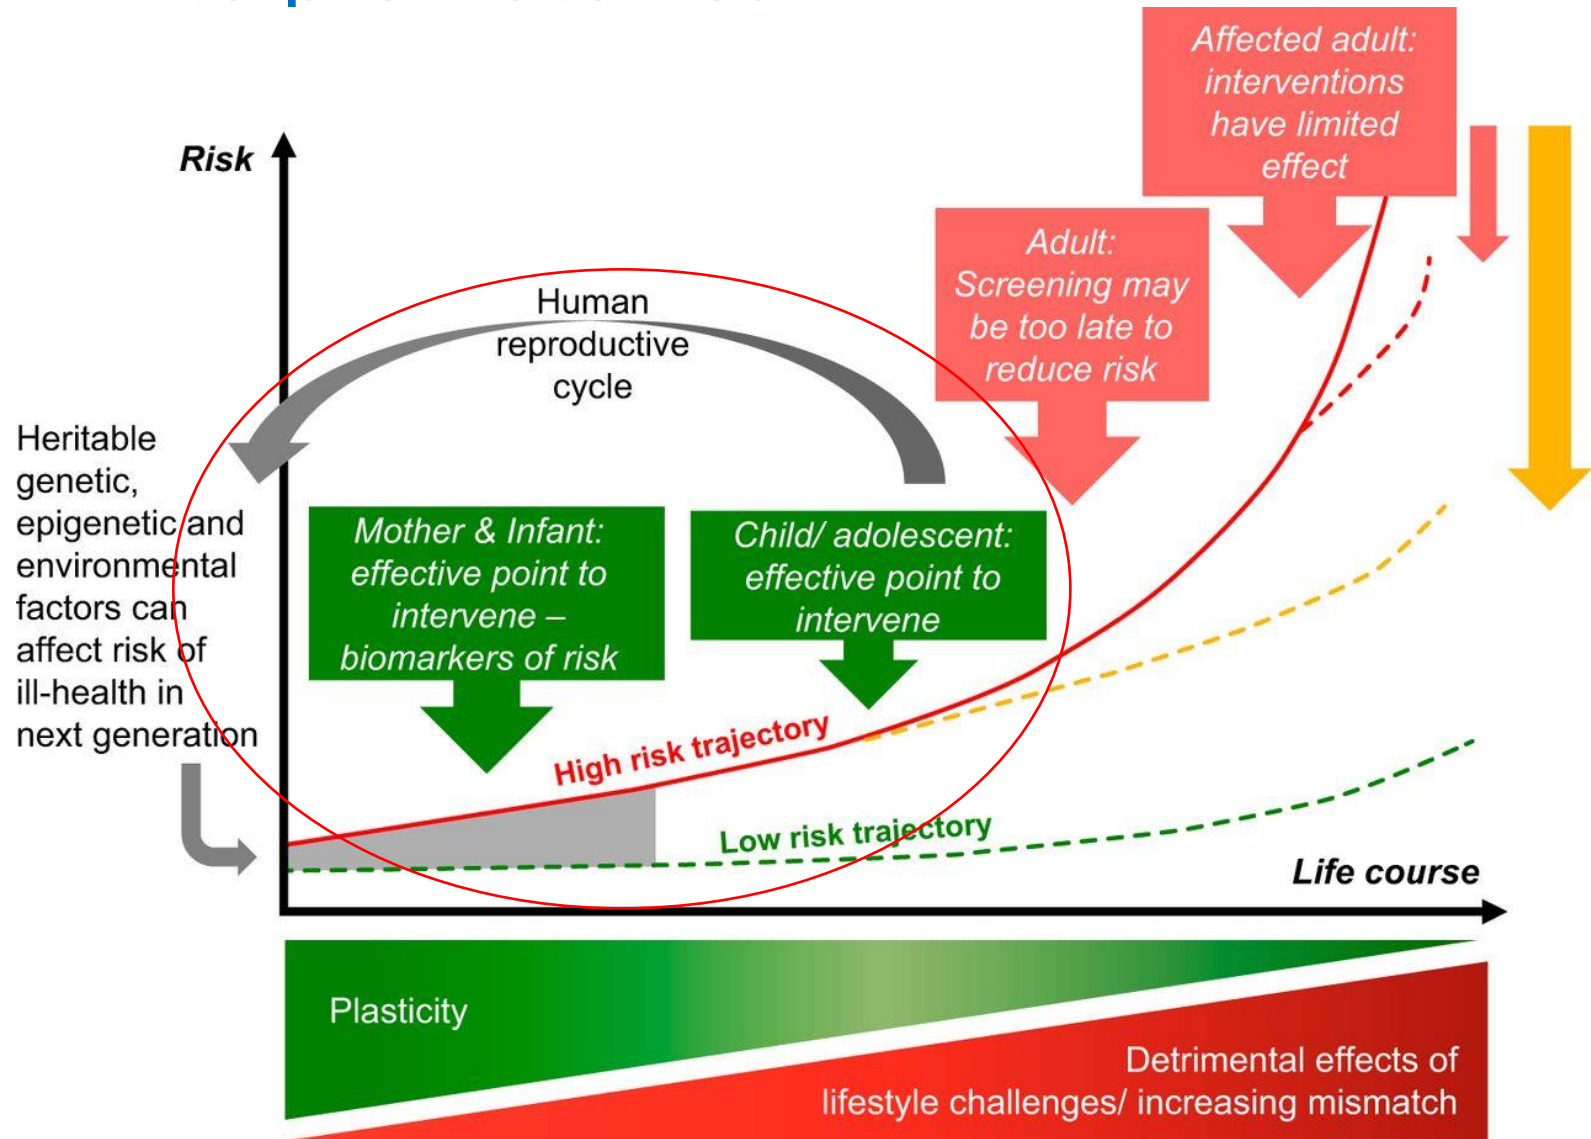 Affected adult:
interventions
have limited
effect
Risk
Adult:
Screening may
be too late to
reduce risk
Human
reproductive
cycle
Heritable
genetic,
epigenetic and
environmental
factors can
affect risk of
ill-health in
next generation
Mother & Infant:
effective point to
intervene –
biomarkers of risk
Child/ adolescent:
effective point to
intervene
High risk trajectory
Low risk trajectory
Life course
Plasticity
Detrimental effects of
lifestyle challenges/ increasing mismatch